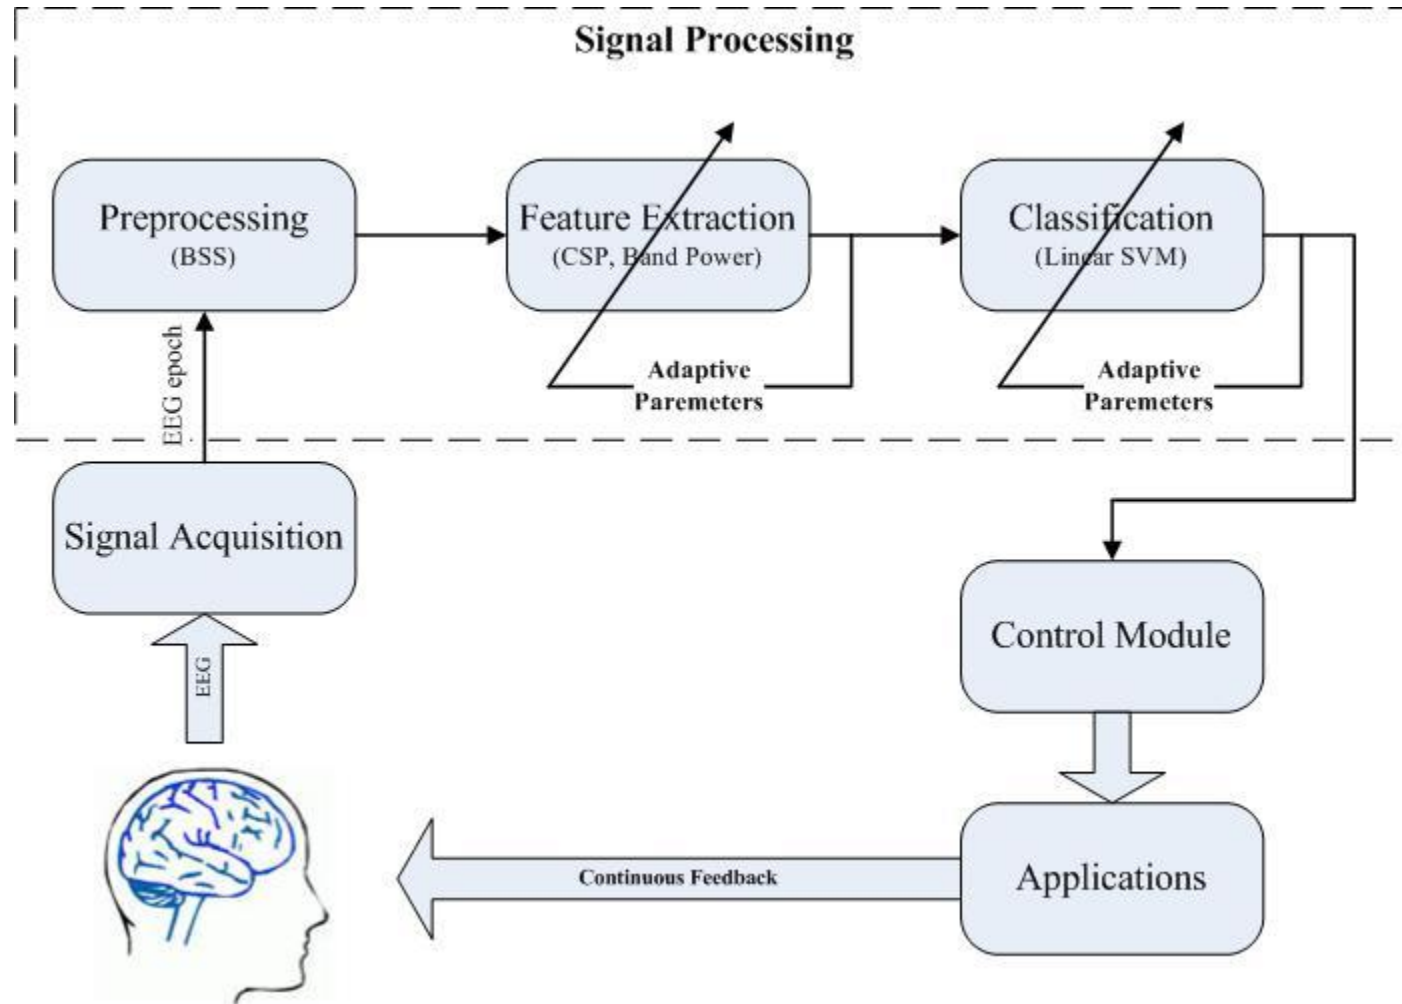 Signal Processing
Preprocessing
(BSS)
Feature Extraction
(CSP, Band Power)
Classification
(Linear SVM)
Adaptive
Paremeters
Adaptive
Paremeters
EEG epoch
Signal Acquisition
Control Module
EEG
Continuous Feedback
Applications